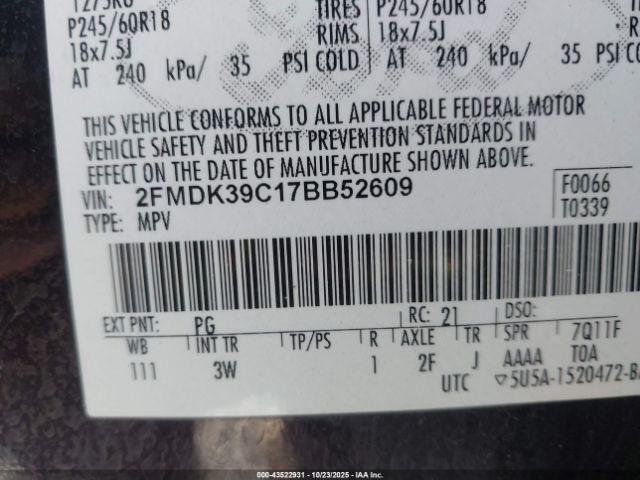 1275KG
P245/60R18 TIRES P245/60R18
18x7.5J RIMS 18x7.5J
AT 240 kPa/ 35 PSI COLD AT 240 kPa/ 35 PSI CO
THIS VEHICLE CONFORMS TO ALL APPLICABLE FEDERAL MOTOR
VEHICLE SAFETY AND THEFT PREVENTION STANDARDS IN
EFFECT ON THE DATE OF MANUFACTURE SHOWN ABOVE.
VIN: 2FMDK39C17BB52609 F0066
TYPE: MPV T0339
EXT PNT: PG RC: 21 DSO:
WB INT TR TP/PS R AXLE TR SPR 7Q11F
111 3W 1 2F J AAAA TOA
UTC ▽5U5A-1520472-BA
000-43522931 - 10/23/2025 - IAAI Inc.